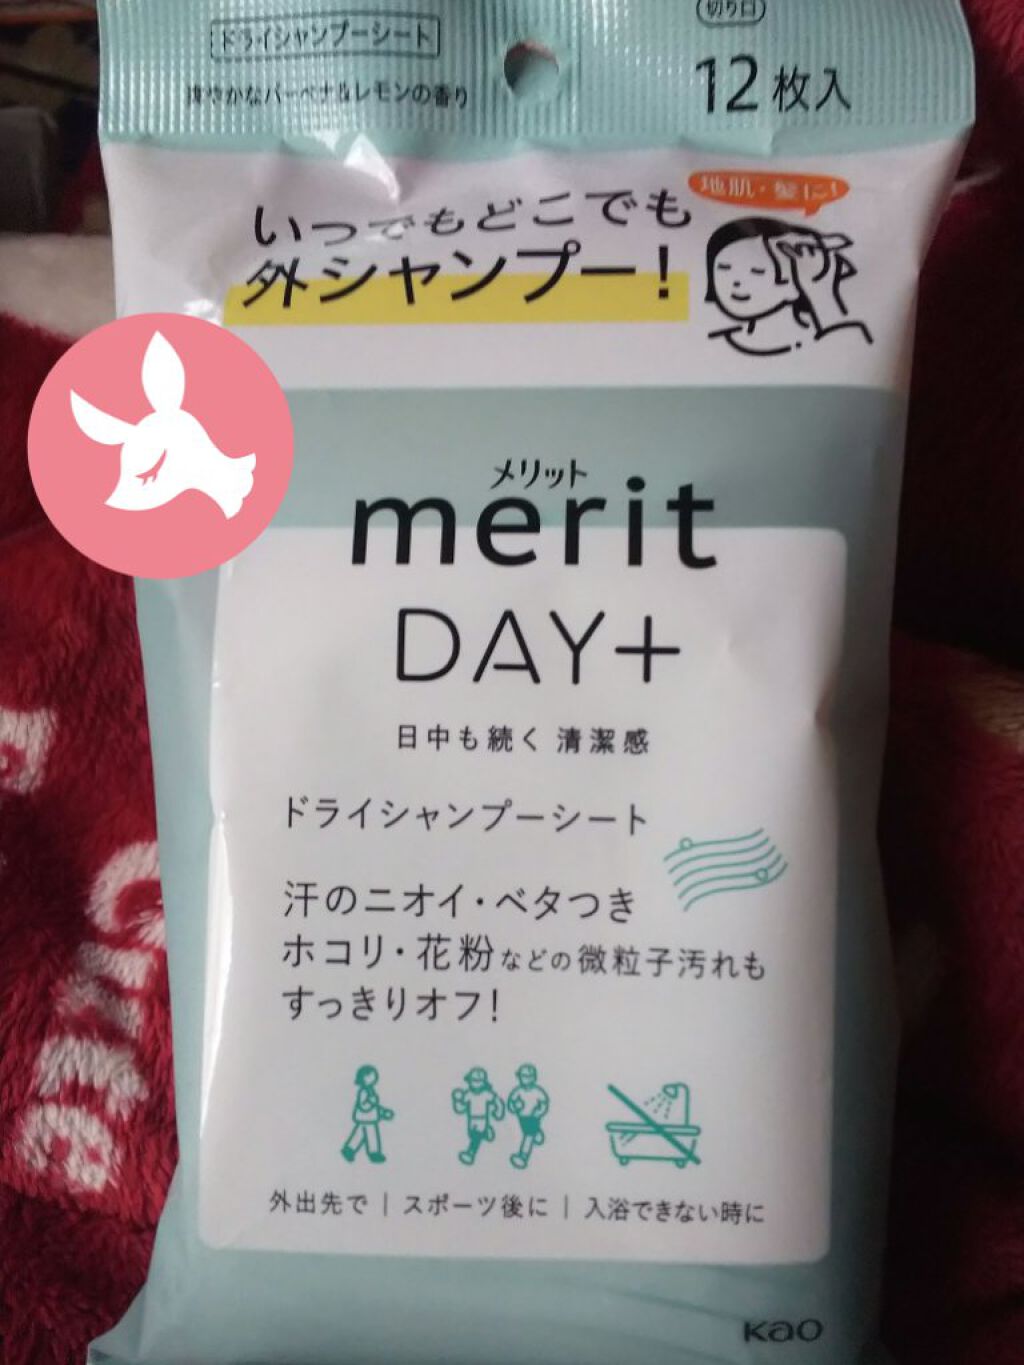 切り口
ドライシャンプーシート
12枚入
爽やかなバーベナ&レモンの香り
地肌・髪に!
いつでもどこでも
外シャンプー!
メリット
merit
DAY+
日中も続く 清潔感
ドライシャンプーシート
汗のニオイ・ベタつき
ホコリ・花粉などの微粒子汚れも
すっきりオフ!
外出先で | スポーツ後に | 入浴できない時に
Kao